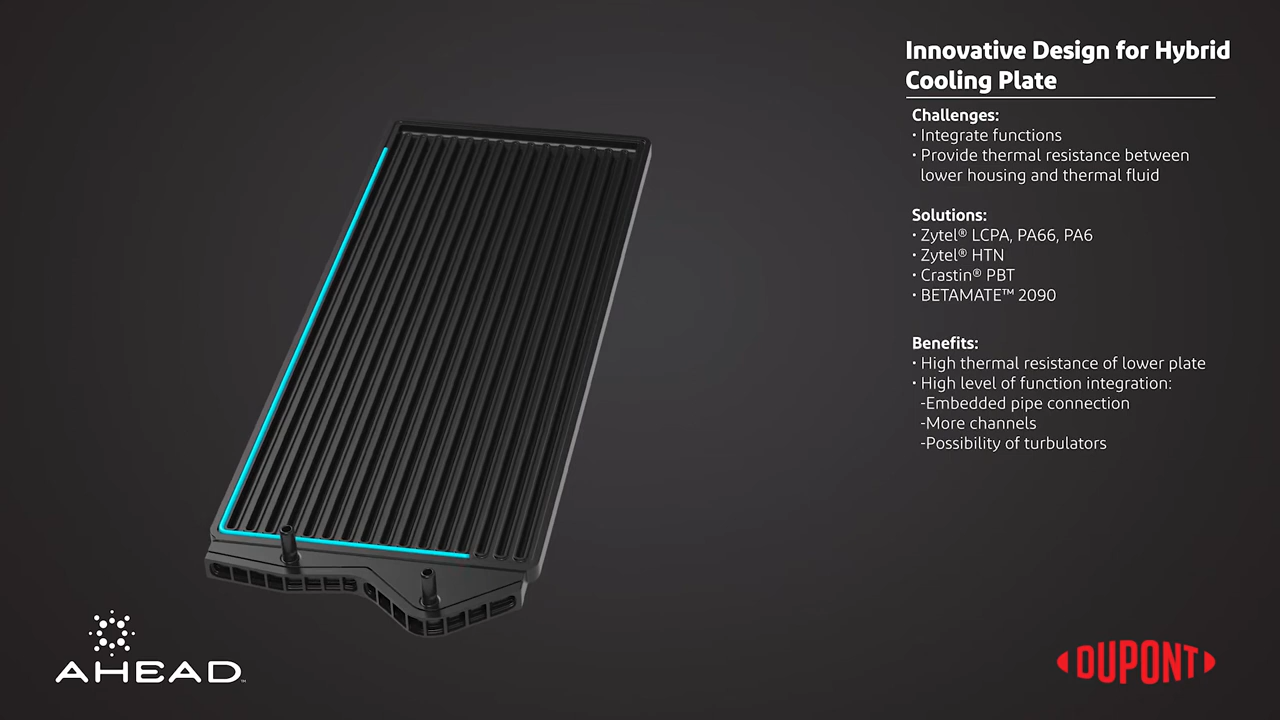 Innovative Design for Hybrid
Cooling Plate
Challenges:
• Integrate functions
• Provide thermal resistance between
lower housing and thermal fluid
Solutions:
• Zytel® LCPA, PA66, PA6
• Zytel® HTN
• Crastin® PBT
• BETAMATE™ 2090
Benefits:
• High thermal resistance of lower plate
• High level of function integration:
-Embedded pipe connection
-More channels
-Possibility of turbulators
AHEAD™
DUPONT